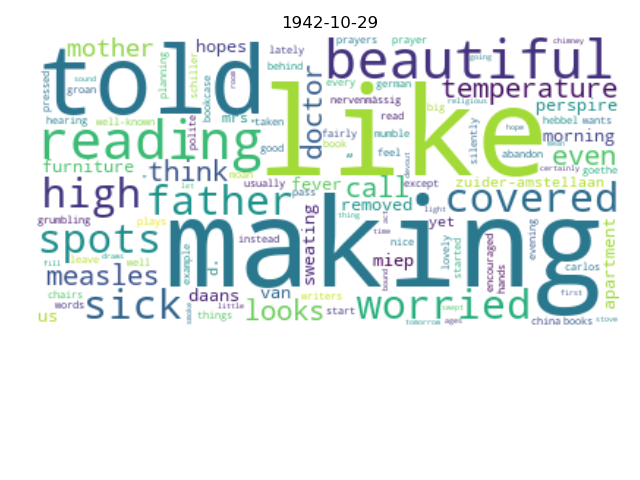 1942-10-29
prayers prayer chimney
mother hopes lately going
told beautiful
pressed sound groan planning schiller bookcase room behind every german religious
doctor temperature
nervenmässig big perspire
hearing well-known polite mrs. taken fairly read hebbel wants
reading like book mumble silently hope morning
good feel abandon goethe
think even
furniture moan call certainly devout
usually fever except zuider-amstellaan
high father let pass removed covered
grumbling plays thing act light yet
spots instead time nice lovely started evening apartment
leave well example d. sweating miep making encouraged hands
measles fill drams bound carlos
chairs daans van writers first
words sick looks start worried
us smoke little things tomorrow ages swept china books stove